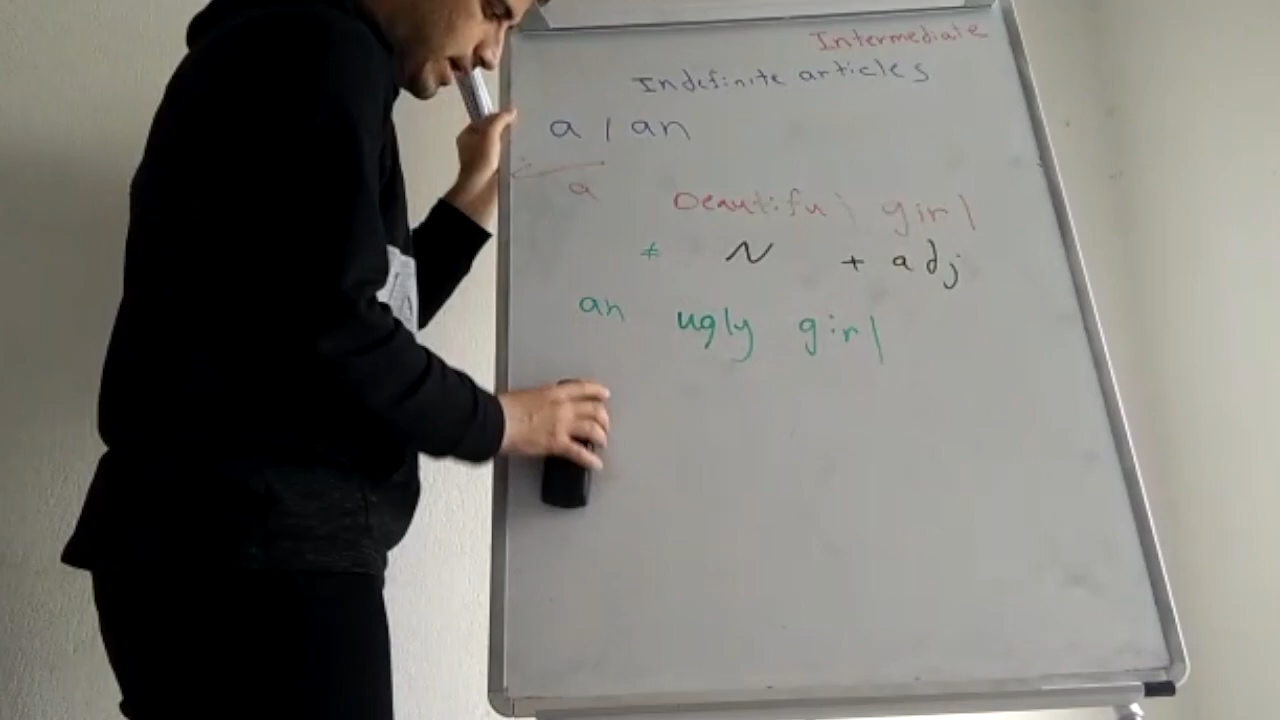 Intermediate
Indefinite articles
a / an
a beautiful girl
≠ N + adj
an ugly girl